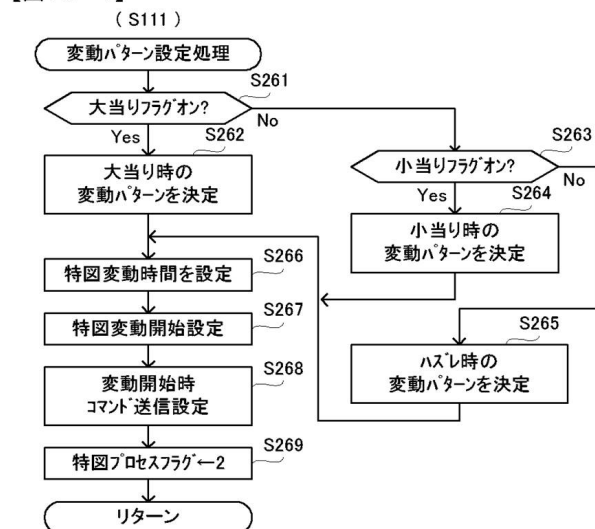 (S111)
変動パターン設定処理
S261
大当りフラグオン?
No
Yes
S262
大当り時の
変動パターンを決定
S263
小当りフラグオン?
No
Yes
S264
小当り時の
変動パターンを決定
S265
ハズレ時の
変動パターンを決定
S266
特図変動時間を設定
S267
特図変動開始設定
S268
変動開始時
コマンド送信設定
S269
特図プロセスフラグ←2
リターン